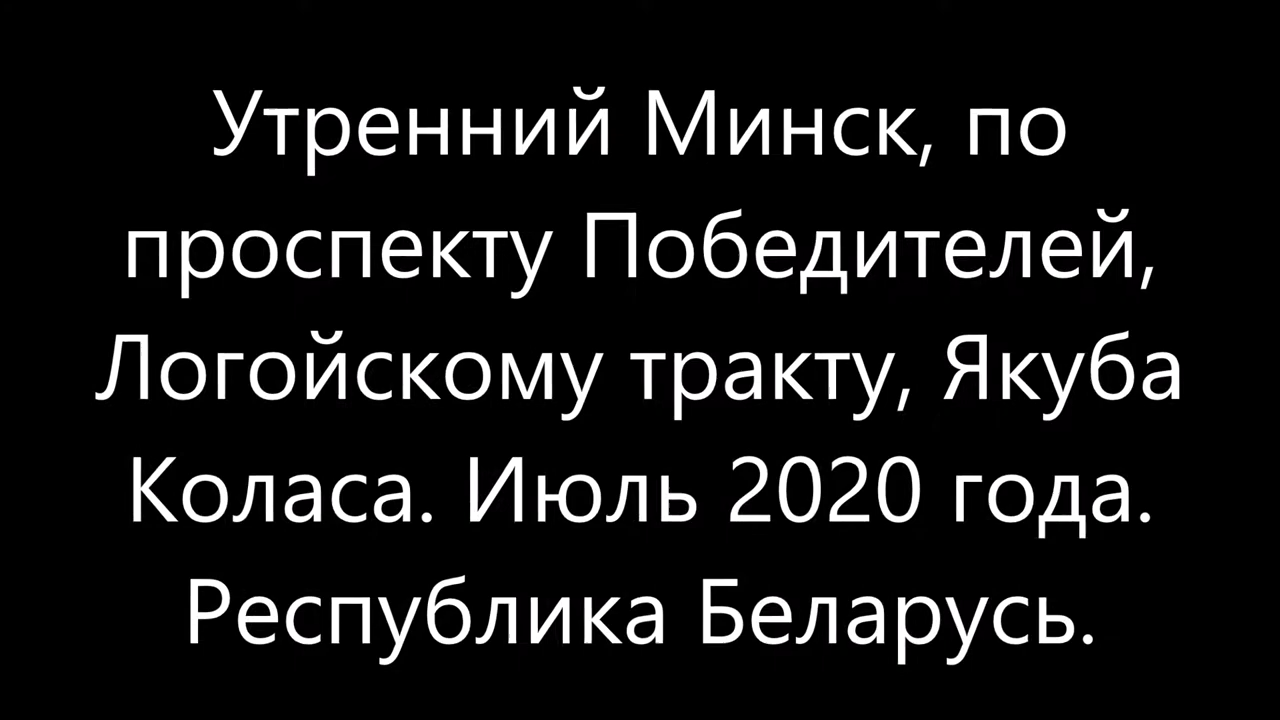 Утренний Минск, по
проспекту Победителей,
Логойскому тракту, Якуба
Коласа. Июль 2020 года.
Республика Беларусь.